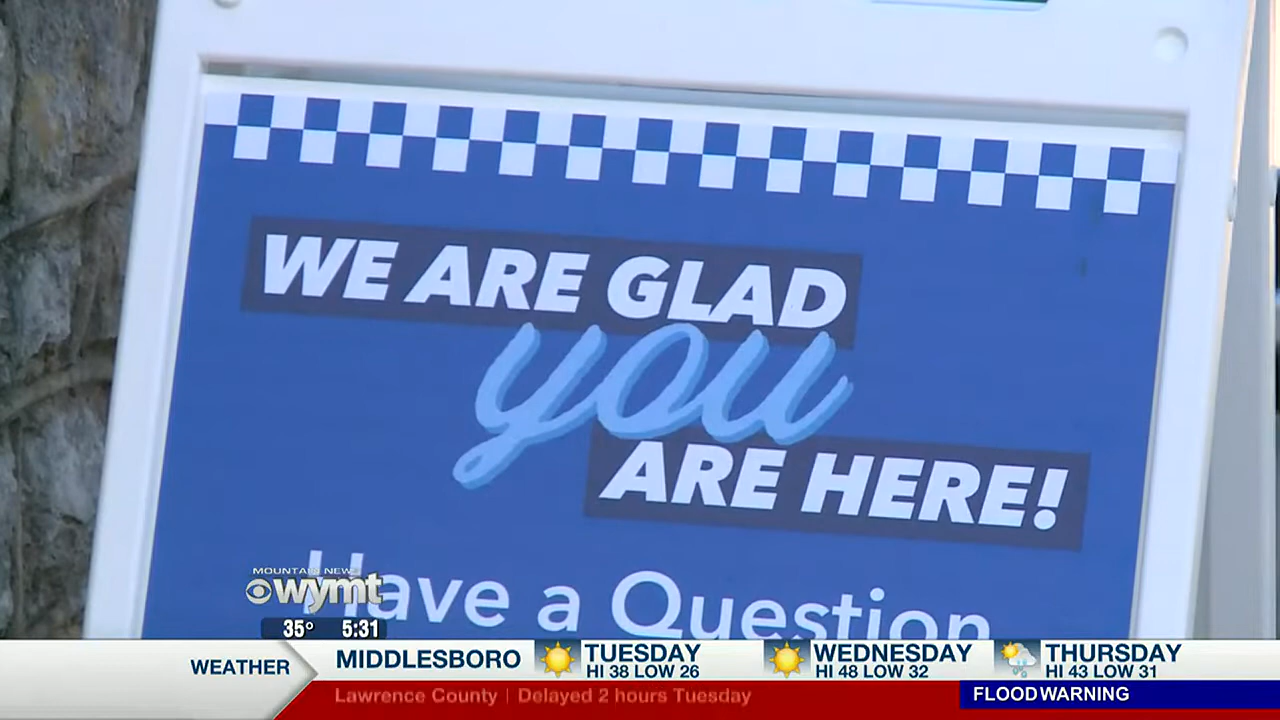 WE ARE GLAD
you
ARE HERE!
Have a Question
MOUNTAIN NEWS
wymt
35° 5:31
WEATHER
MIDDLESBORO
TUESDAY
HI 38 LOW 26
WEDNESDAY
HI 48 LOW 32
THURSDAY
HI 43 LOW 31
Lawrence County | Delayed 2 hours Tuesday
FLOOD WARNING